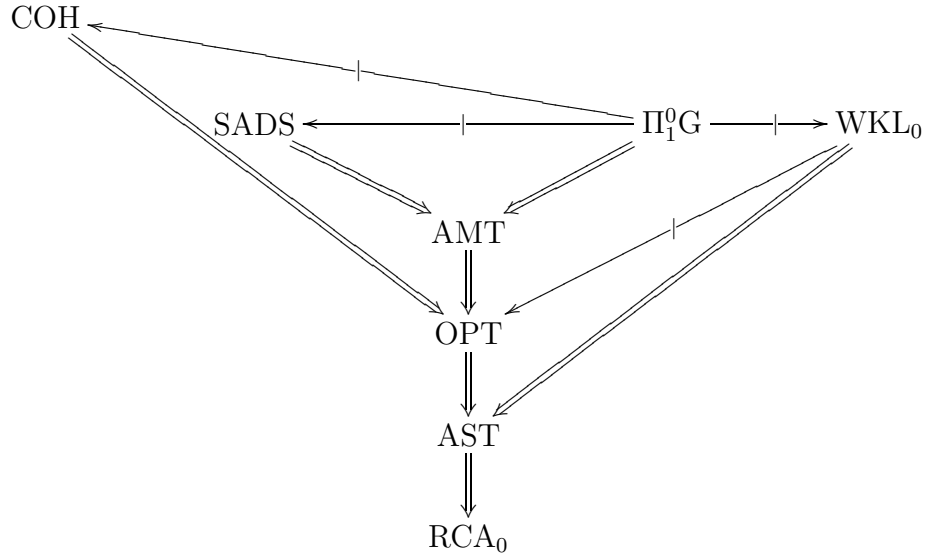 COH
SADS Π⁰₁G WKL₀
AMT
OPT
AST
RCA₀